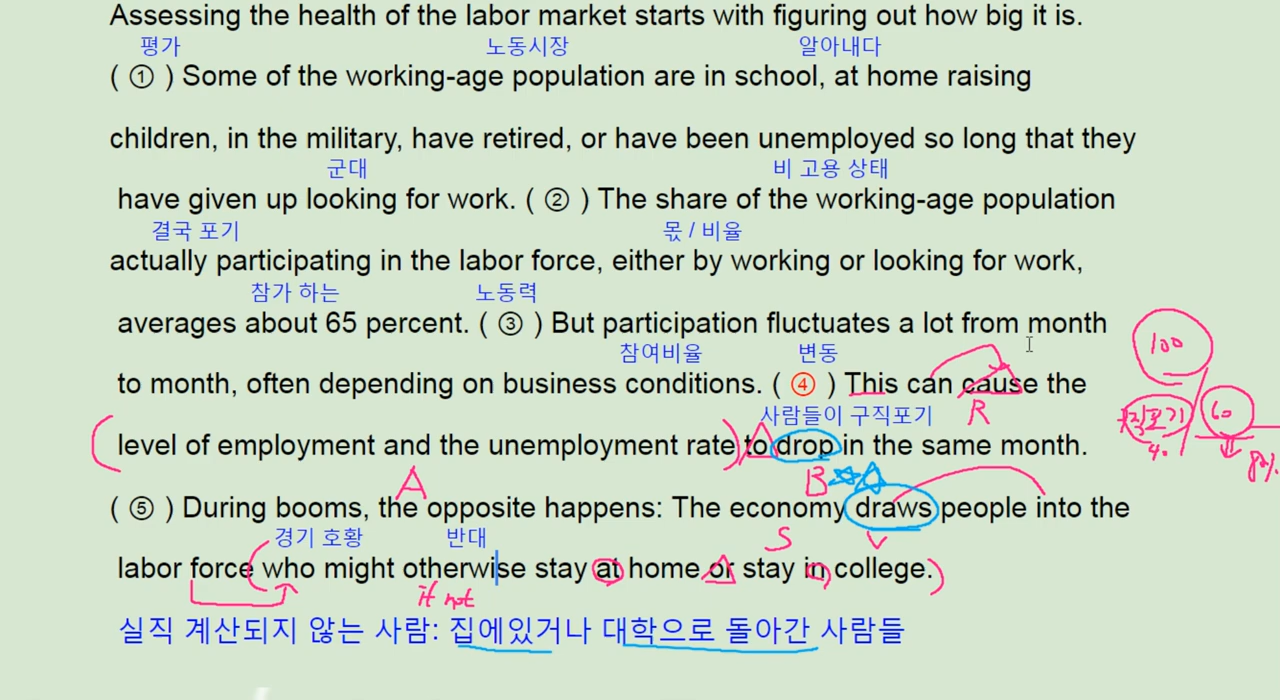 Assessing the health of the labor market starts with figuring out how big it is.
평가 노동시장 알아내다
( ① ) Some of the working-age population are in school, at home raising
children, in the military, have retired, or have been unemployed so long that they
군대 비 고용 상태
have given up looking for work. ( ② ) The share of the working-age population
결국 포기 몫 / 비율
actually participating in the labor force, either by working or looking for work,
참가 하는 노동력
averages about 65 percent. ( ③ ) But participation fluctuates a lot from month
참여비율 변동
100
to month, often depending on business conditions. ( ④ ) This can cause the
사람들이 구직포기 R 구직포기 60
level of employment and the unemployment rate) to drop in the same month.
40 8%
A B
( ⑤ ) During booms, the opposite happens: The economy draws people into the
경기 호황 반대 S V
labor force who might otherwise stay at home or stay in college.)
if not
실직 계산되지 않는 사람: 집에있거나 대학으로 돌아간 사람들